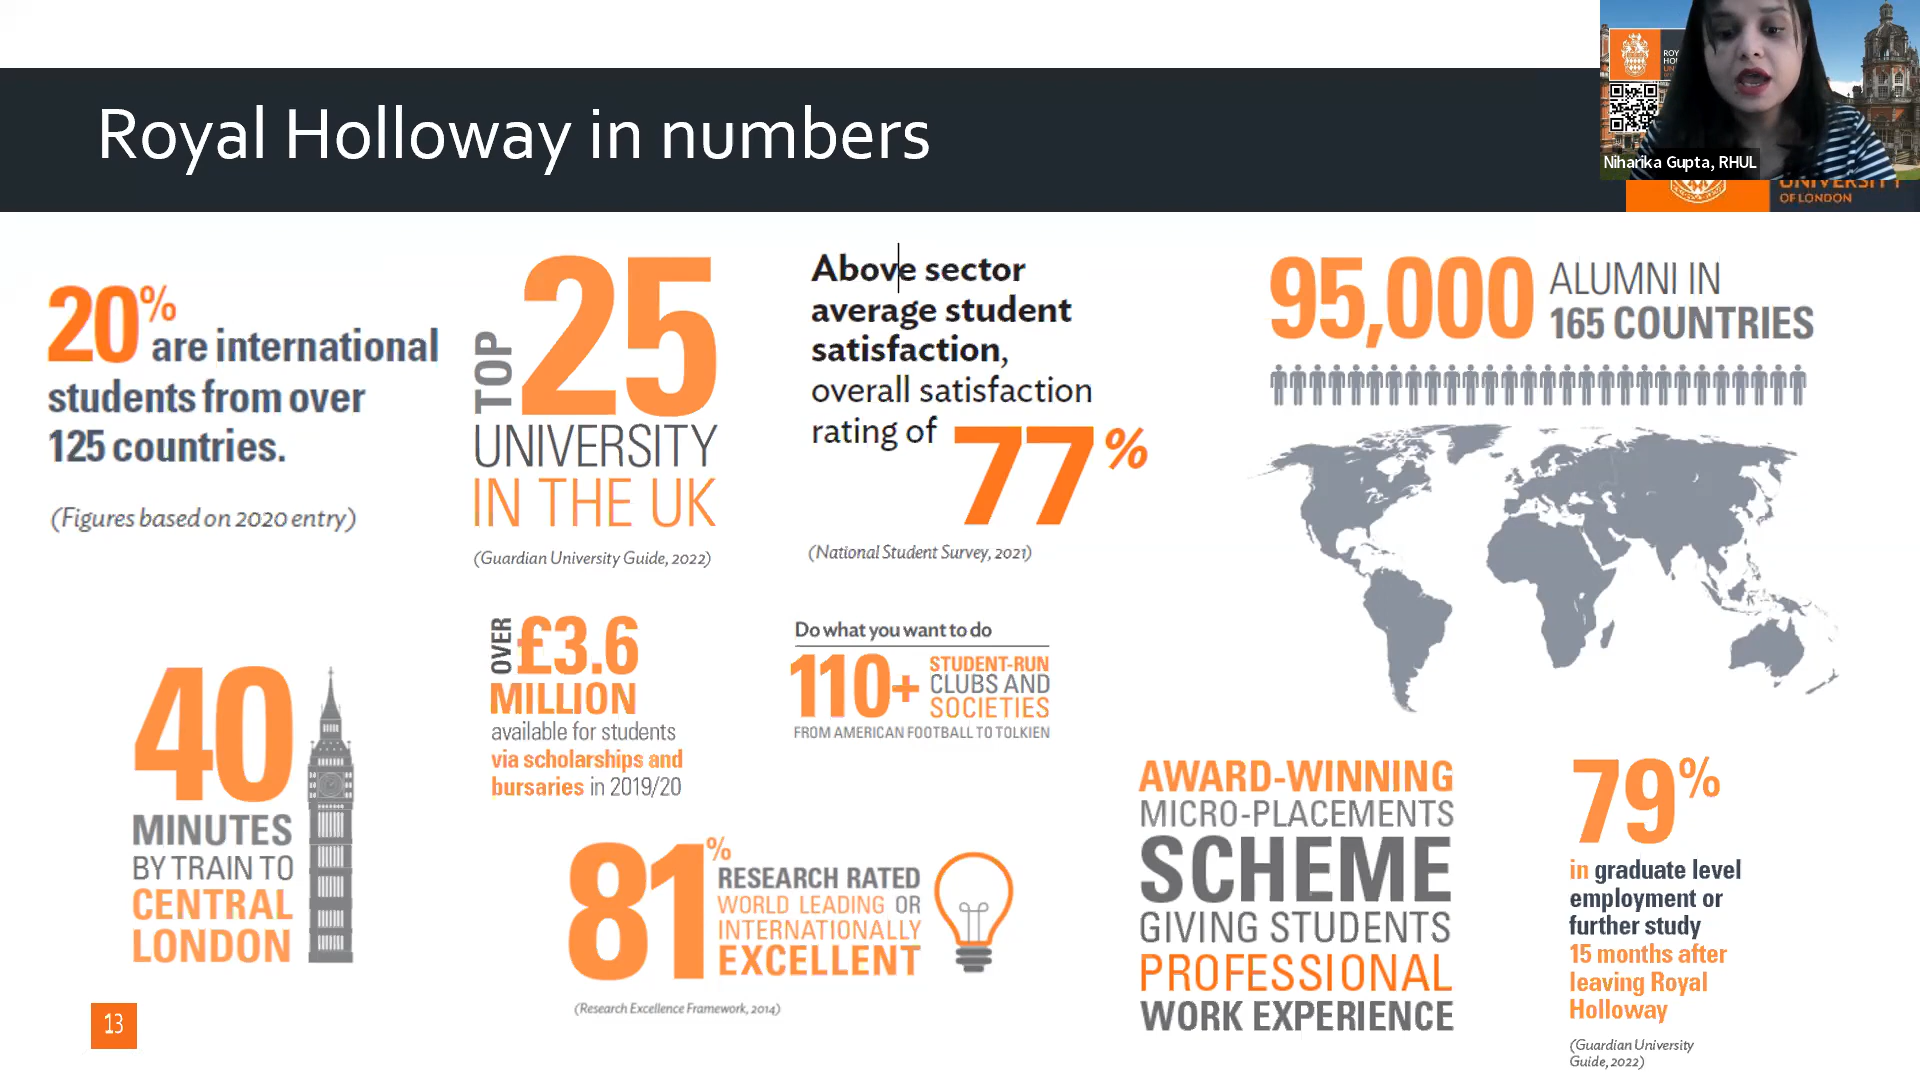 Royal Holloway in numbers
Niharika Gupta, RHUL
UNIVERSITY
OF LONDON
20%
are international
students from over
125 countries.
(Figures based on 2020 entry)
TOP 25
UNIVERSITY
IN THE UK
(Guardian University Guide, 2022)
Above sector
average student
satisfaction,
overall satisfaction
rating of 77%
(National Student Survey, 2021)
95,000 ALUMNI IN
165 COUNTRIES
40
MINUTES
BY TRAIN TO
CENTRAL
LONDON
OVER £3.6
MILLION
available for students
via scholarships and
bursaries in 2019/20
Do what you want to do
110+ STUDENT-RUN
CLUBS AND
SOCIETIES
FROM AMERICAN FOOTBALL TO TOLKIEN
81%
RESEARCH RATED
WORLD LEADING OR
INTERNATIONALLY
EXCELLENT
(Research Excellence Framework, 2014)
AWARD-WINNING
MICRO-PLACEMENTS
SCHEME
GIVING STUDENTS
PROFESSIONAL
WORK EXPERIENCE
79%
in graduate level
employment or
further study
15 months after
leaving Royal
Holloway
(Guardian University
Guide, 2022)
13